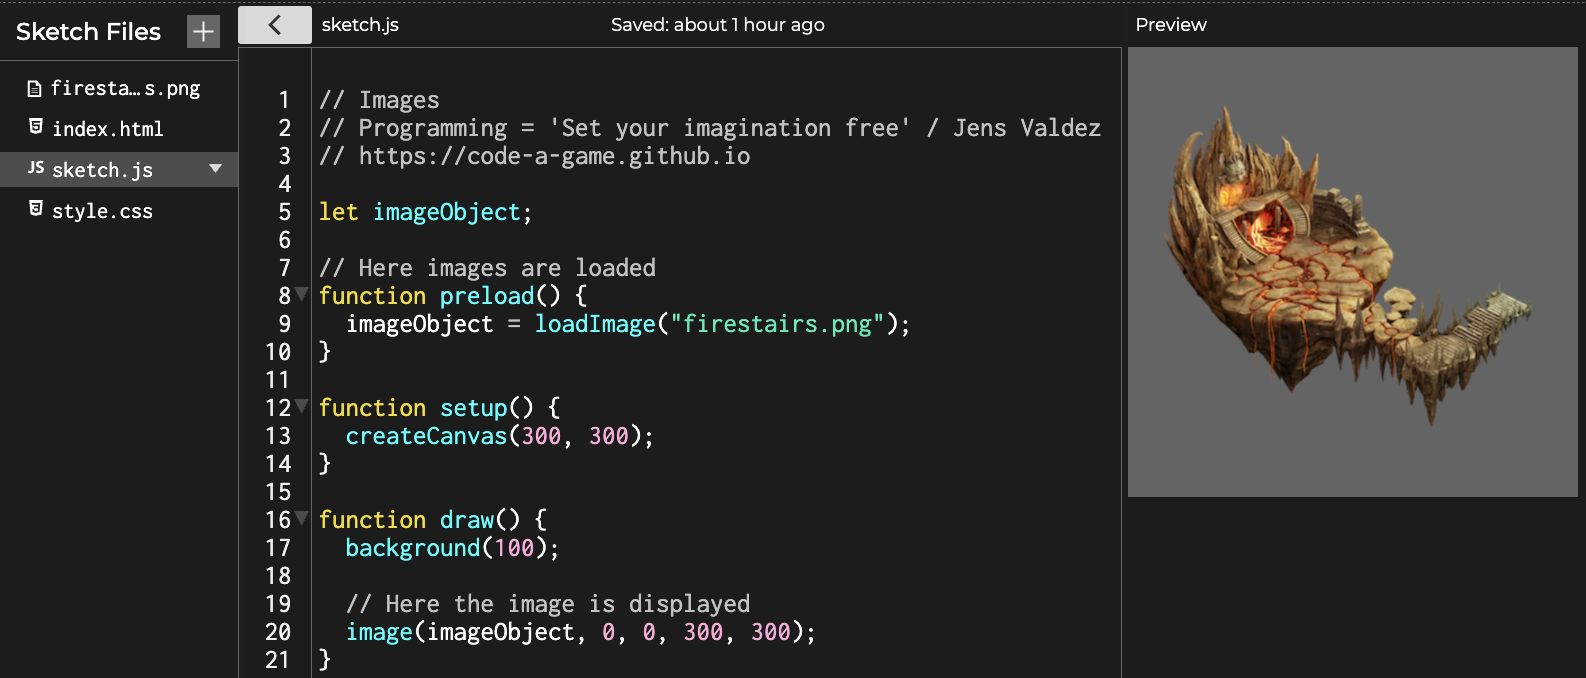 Sketch Files
+
firesta…s.png
index.html
JS sketch.js
style.css
sketch.js
Saved: about 1 hour ago
Preview
1 // Images
2 // Programming = 'Set your imagination free' / Jens Valdez
3 // https://code-a-game.github.io
4
5 let imageObject;
6
7 // Here images are loaded
8 function preload() {
9   imageObject = loadImage("firestairs.png");
10 }
11
12 function setup() {
13   createCanvas(300, 300);
14 }
15
16 function draw() {
17   background(100);
18
19   // Here the image is displayed
20   image(imageObject, 0, 0, 300, 300);
21 }